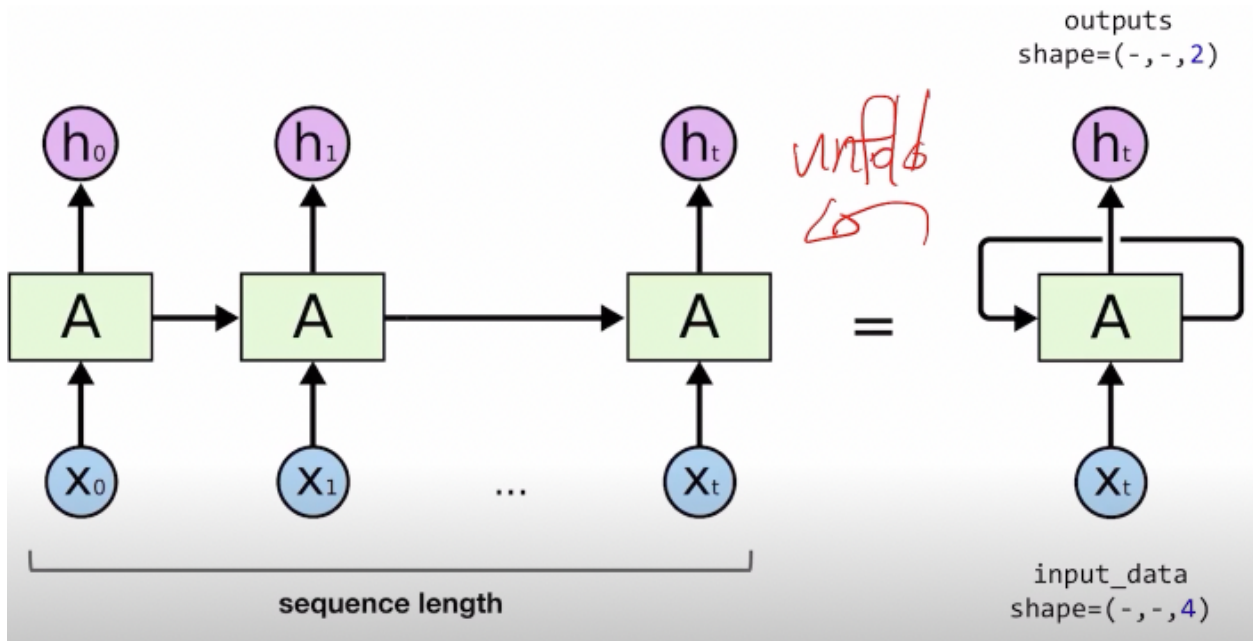 outputs
shape=(-,-,2)
h0 h1 ht ht
A A A = A
x0 x1 ... xt xt
sequence length
input_data
shape=(-,-,4)